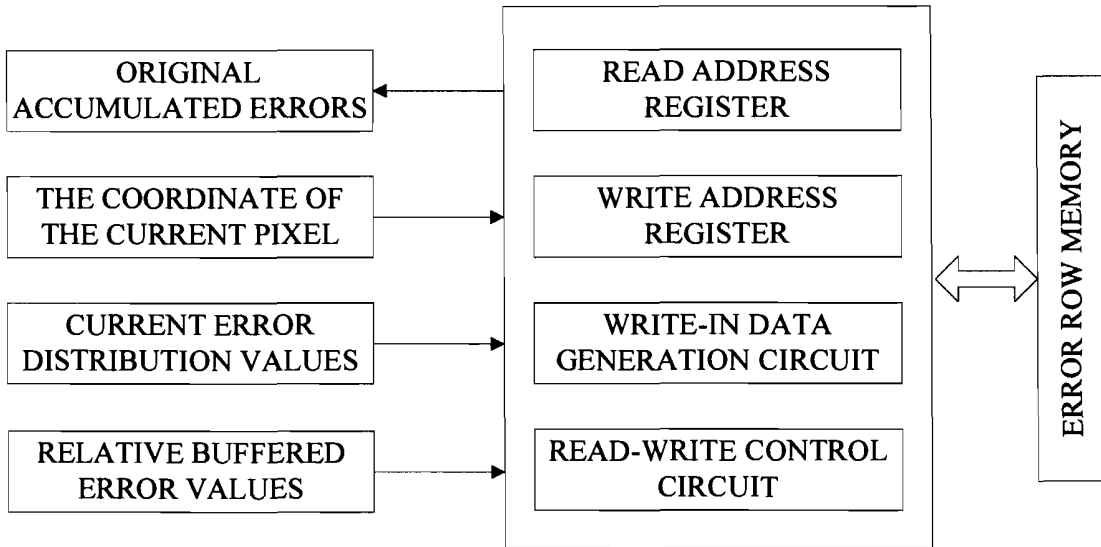 ORIGINAL
ACCUMULATED ERRORS
THE COORDINATE OF
THE CURRENT PIXEL
CURRENT ERROR
DISTRIBUTION VALUES
RELATIVE BUFFERED
ERROR VALUES
READ ADDRESS
REGISTER
WRITE ADDRESS
REGISTER
WRITE-IN DATA
GENERATION CIRCUIT
READ-WRITE CONTROL
CIRCUIT
ERROR ROW MEMORY